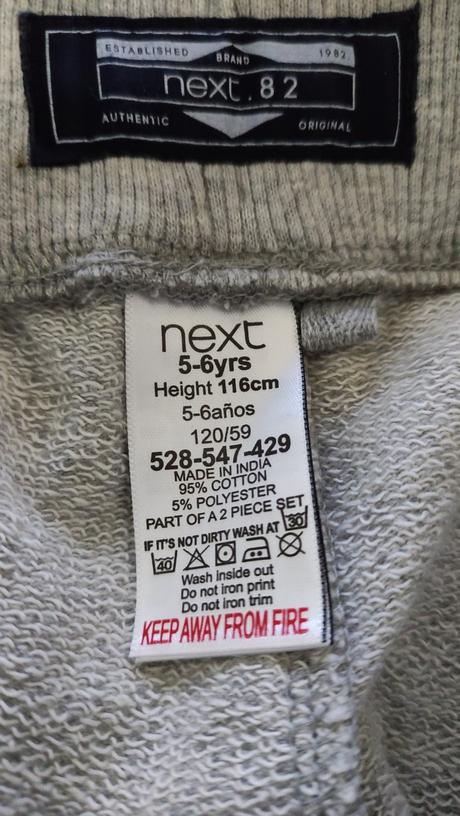 ESTABLISHED BRAND 1982
next.82
AUTHENTIC ORIGINAL
next
5-6yrs
Height 116cm
5-6años
120/59
528-547-429
MADE IN INDIA
95% COTTON
5% POLYESTER
PART OF A 2 PIECE SET
IF IT'S NOT DIRTY WASH AT 30
40
Wash inside out
Do not iron print
Do not iron trim
KEEP AWAY FROM FIRE